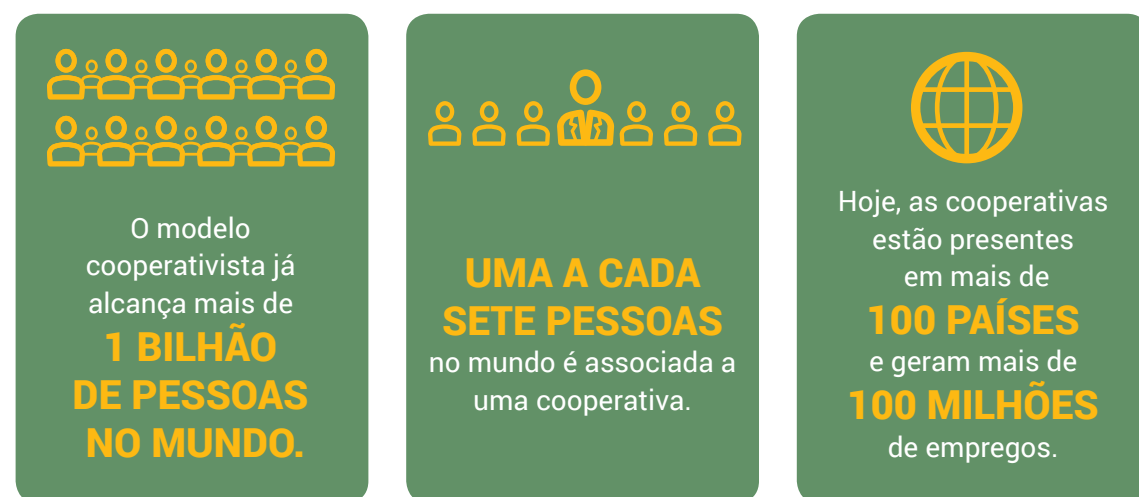 O modelo
cooperativista já
alcança mais de
1 BILHÃO
DE PESSOAS
NO MUNDO.
UMA A CADA
SETE PESSOAS
no mundo é associada a
uma cooperativa.
Hoje, as cooperativas
estão presentes
em mais de
100 PAÍSES
e geram mais de
100 MILHÕES
de empregos.